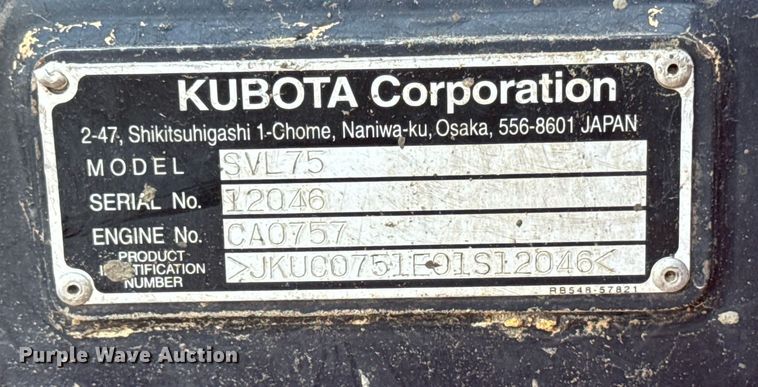 KUBOTA Corporation
2-47, Shikitsuhigashi 1-Chome, Naniwa-ku, Osaka, 556-8601 JAPAN
MODEL SVL75
SERIAL No. 12046
ENGINE No. CA0757
PRODUCT IDENTIFICATION NUMBER >JKUC0751E01S12046<
RB548-57821
Purple Wave Auction